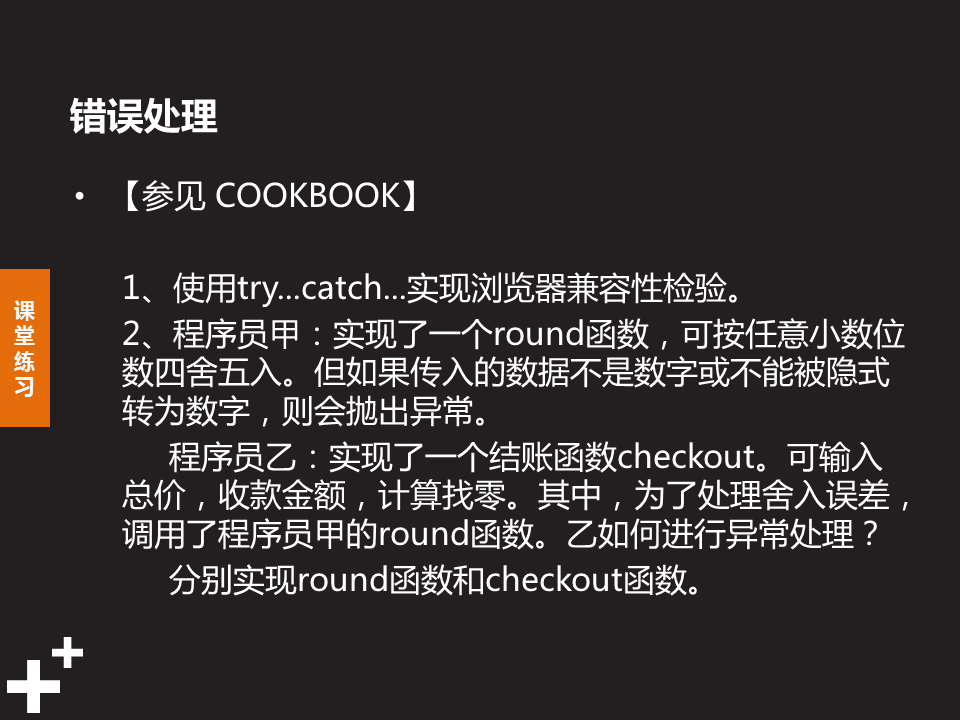 错误处理
• 【参见 COOKBOOK】
1、使用try...catch...实现浏览器兼容性检验。
2、程序员甲：实现了一个round函数，可按任意小数位
数四舍五入。但如果传入的数据不是数字或不能被隐式
转为数字，则会抛出异常。
程序员乙：实现了一个结账函数checkout。可输入
总价，收款金额，计算找零。其中，为了处理舍入误差，
调用了程序员甲的round函数。乙如何进行异常处理？
分别实现round函数和checkout函数。
课
堂
练
习